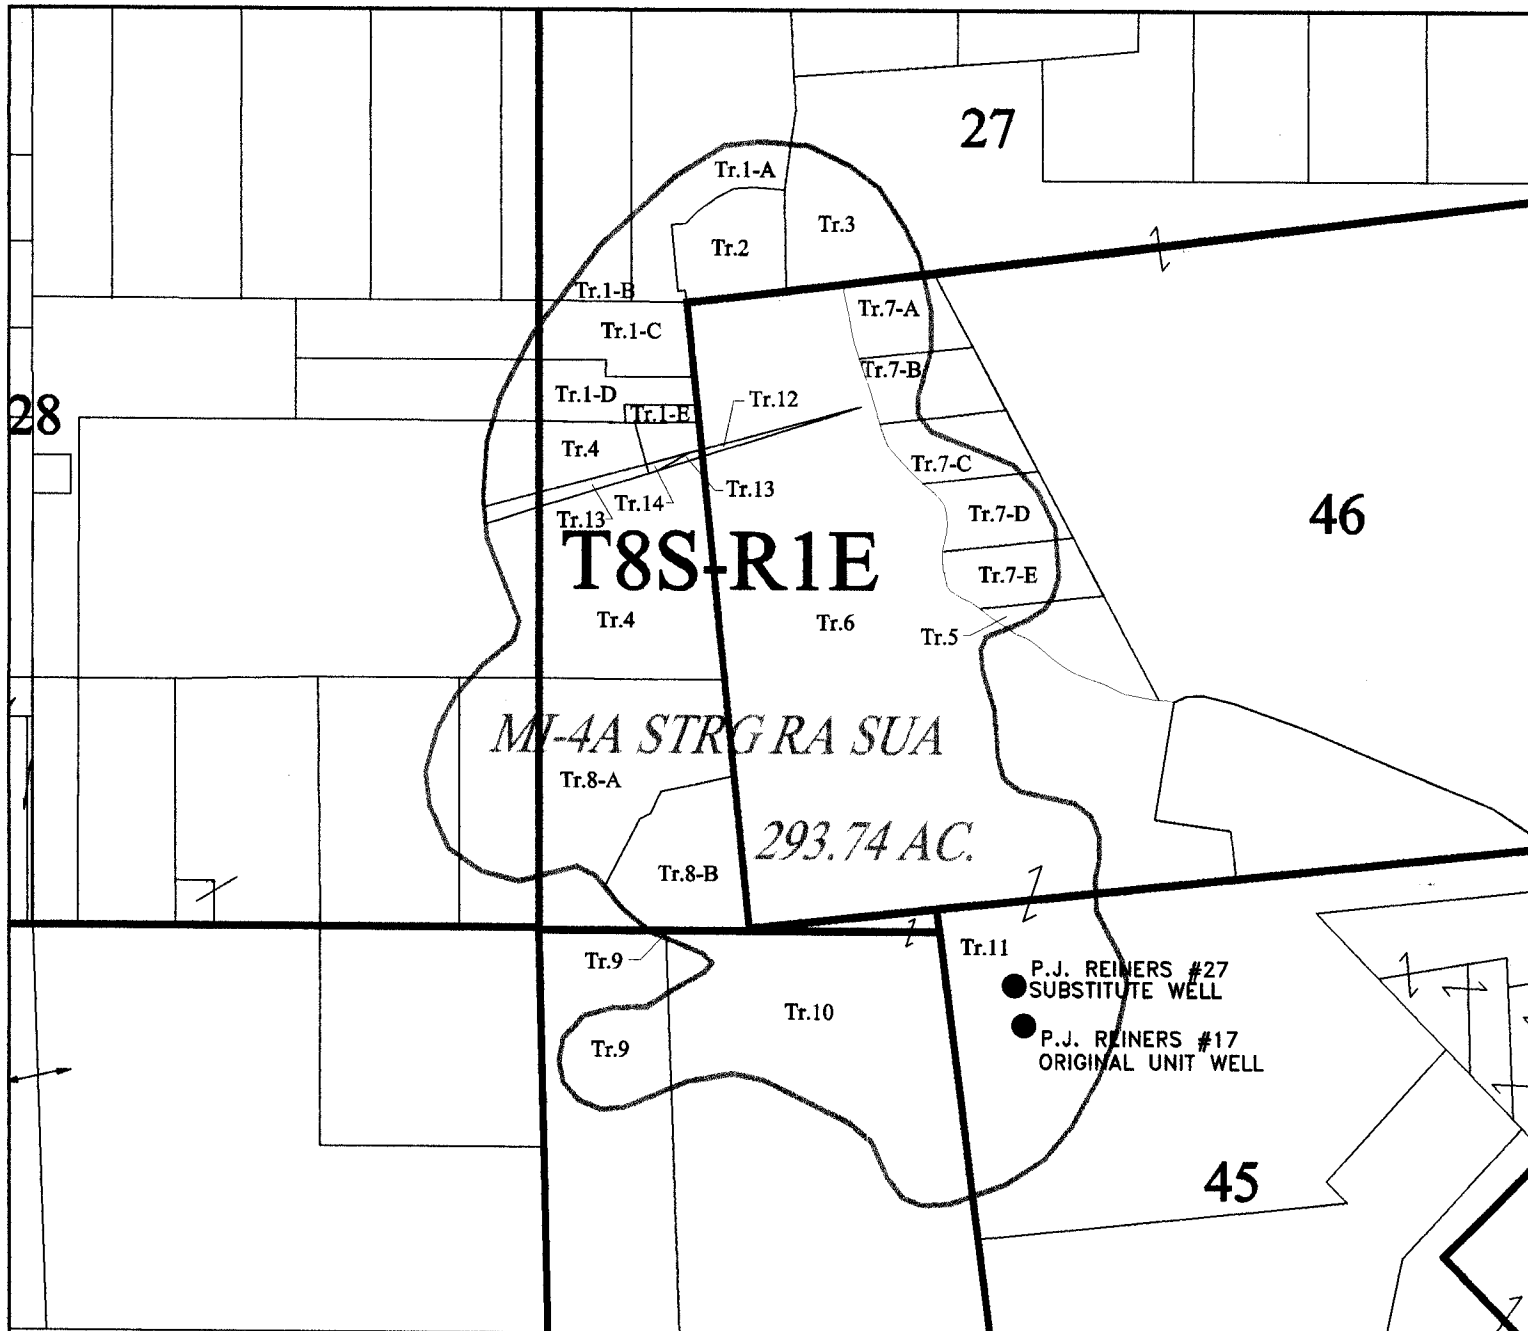 27
Tr.1-A
Tr.3
Tr.2
Tr.1-B
Tr.7-A
Tr.1-C
Tr.7-B
Tr.1-D
Tr.12
28
Tr.1-E
Tr.4
Tr.7-C
Tr.13
Tr.14
Tr.13
Tr.7-D
46
T8S-R1E
Tr.7-E
Tr.4
Tr.6
Tr.5
MI-4A STRG RA SUA
Tr.8-A
293.74 AC.
Tr.8-B
Tr.11
Tr.9
P.J. REINERS #27
SUBSTITUTE WELL
Tr.10
P.J. REINERS #17
ORIGINAL UNIT WELL
Tr.9
45